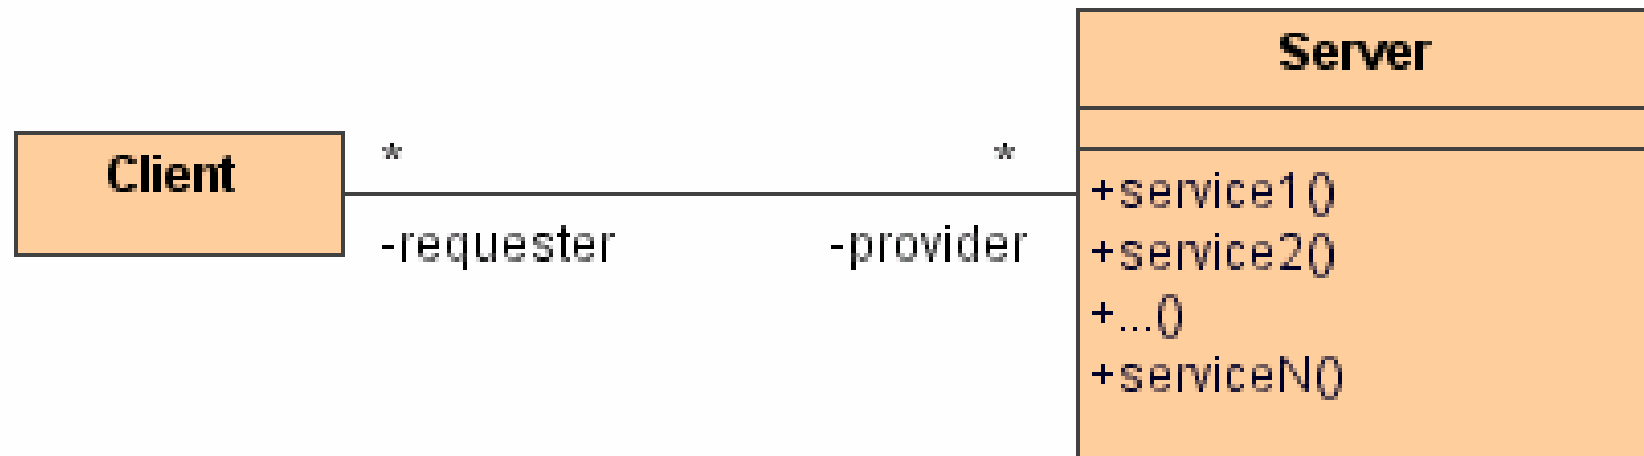 Server
Client
* *
-requester -provider
+service1()
+service2()
+...()
+serviceN()